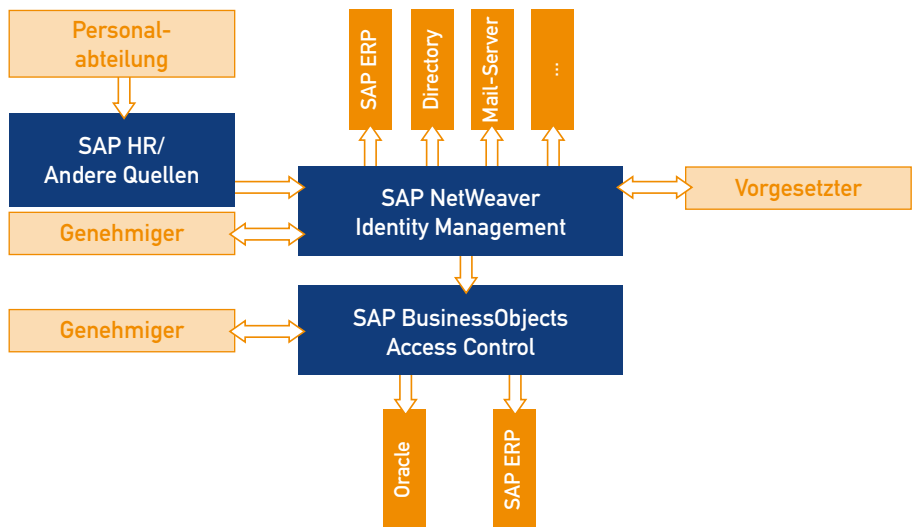 Personal-
abteilung
SAP ERP
Directory
Mail-Server
...
SAP HR/
Andere Quellen
SAP NetWeaver
Identity Management
Vorgesetzter
Genehmiger
SAP BusinessObjects
Access Control
Genehmiger
Oracle
SAP ERP